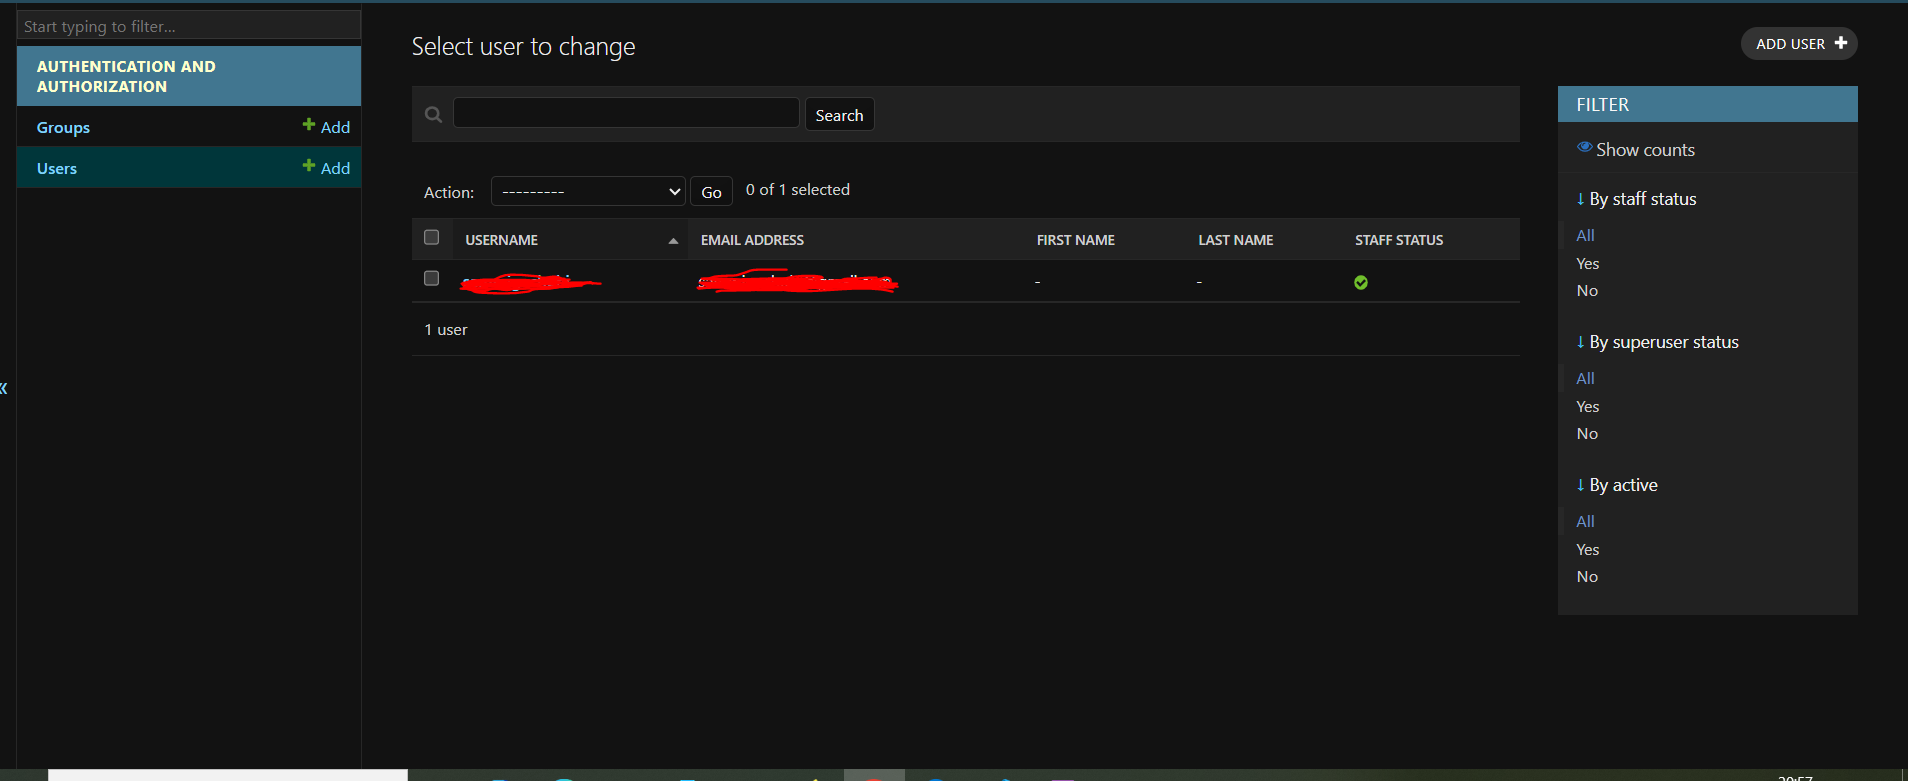 Start typing to filter...
AUTHENTICATION AND
AUTHORIZATION
Groups
Add
Users
Add
«
Select user to change
ADD USER
Search
Action:
---------
Go
0 of 1 selected
USERNAME
EMAIL ADDRESS
FIRST NAME
LAST NAME
STAFF STATUS
-
-
1 user
FILTER
Show counts
↓ By staff status
All
Yes
No
↓ By superuser status
All
Yes
No
↓ By active
All
Yes
No